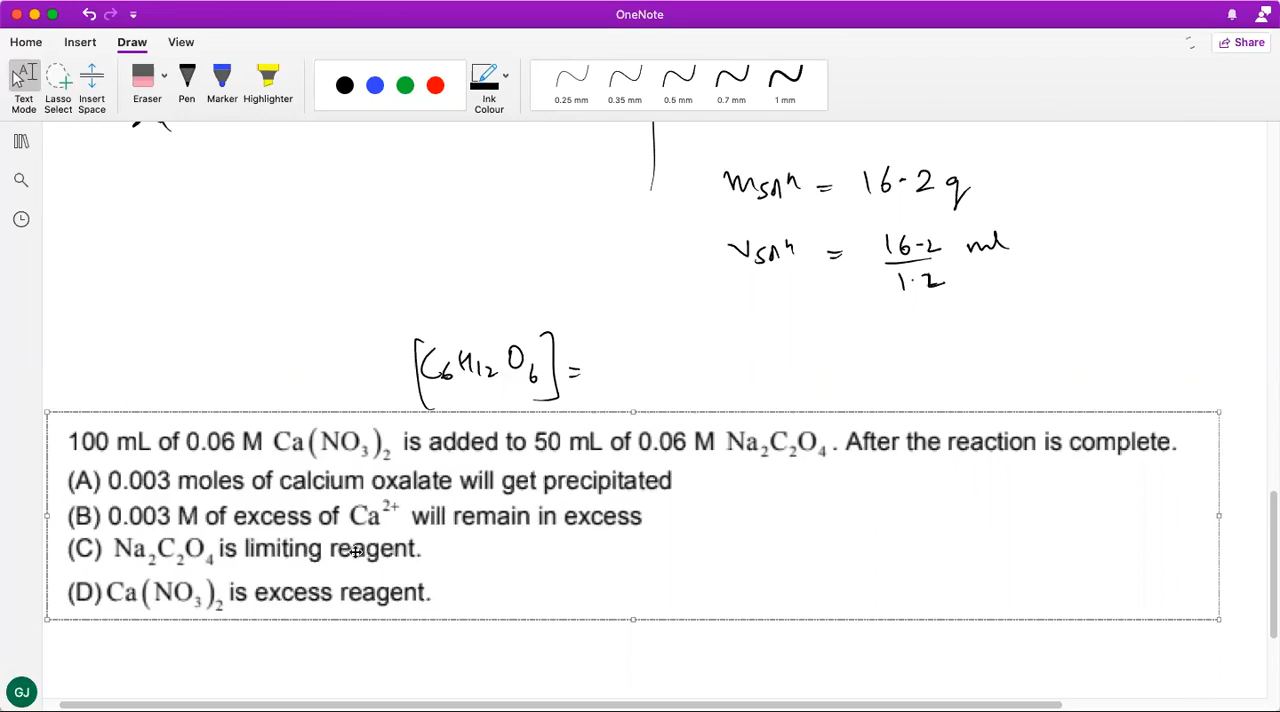 OneNote
Home Insert Draw View Share
Text Mode Lasso Select Insert Space Eraser Pen Marker Highlighter Ink Colour 0.25 mm 0.35 mm 0.5 mm 0.7 mm 1 mm
m solⁿ = 16.2 g
v solⁿ = 16.2/1.2 ml
[C₆H₁₂O₆] =
100 mL of 0.06 M Ca(NO₃)₂ is added to 50 mL of 0.06 M Na₂C₂O₄. After the reaction is complete.
(A) 0.003 moles of calcium oxalate will get precipitated
(B) 0.003 M of excess of Ca²⁺ will remain in excess
(C) Na₂C₂O₄ is limiting reagent.
(D) Ca(NO₃)₂ is excess reagent.
GJ